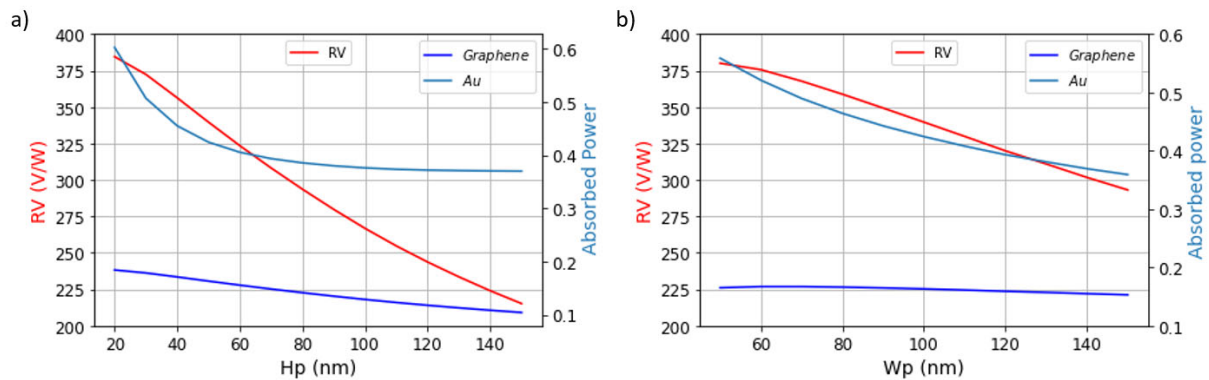 a)
RV
Graphene
Au
400
375
350
325
300
275
250
225
200
RV (V/W)
0.6
0.5
0.4
0.3
0.2
0.1
Absorbed Power
20 40 60 80 100 120 140
Hp (nm)
b)
RV
Graphene
Au
400
375
350
325
300
275
250
225
200
RV (V/W)
0.6
0.5
0.4
0.3
0.2
0.1
Absorbed power
60 80 100 120 140
Wp (nm)